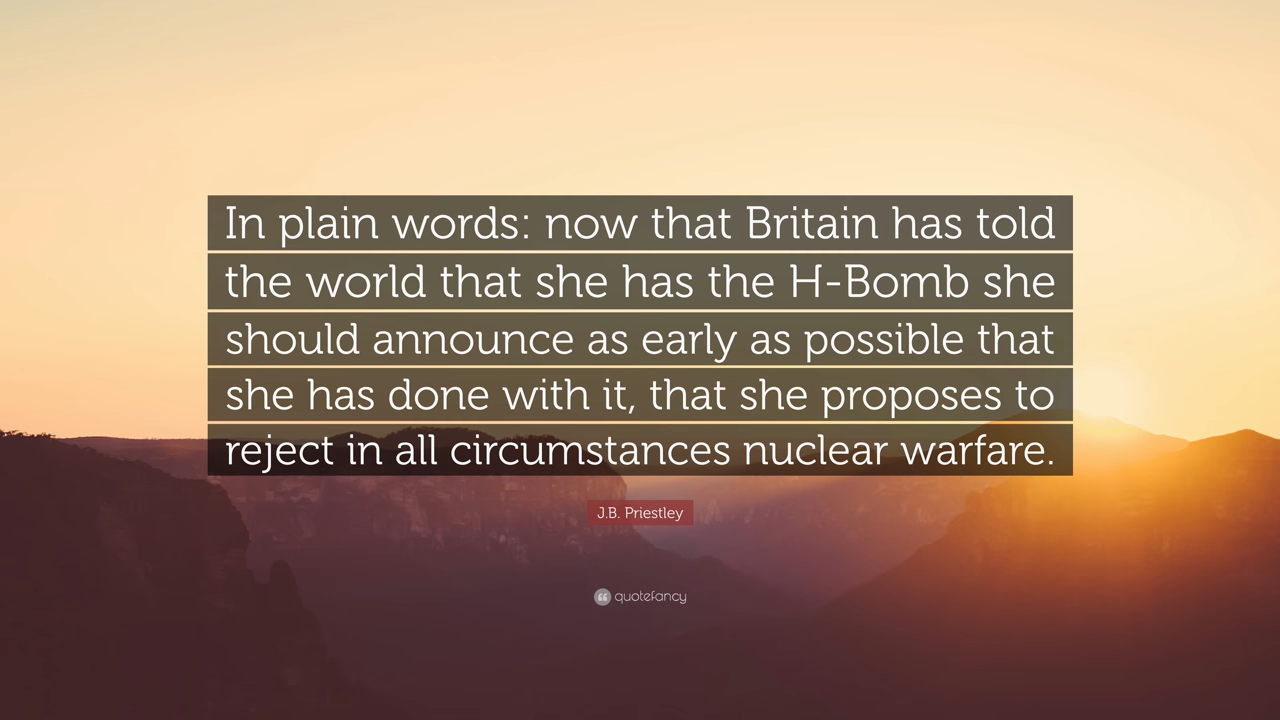 In plain words: now that Britain has told
the world that she has the H-Bomb she
should announce as early as possible that
she has done with it, that she proposes to
reject in all circumstances nuclear warfare.
J.B. Priestley
quotefancy